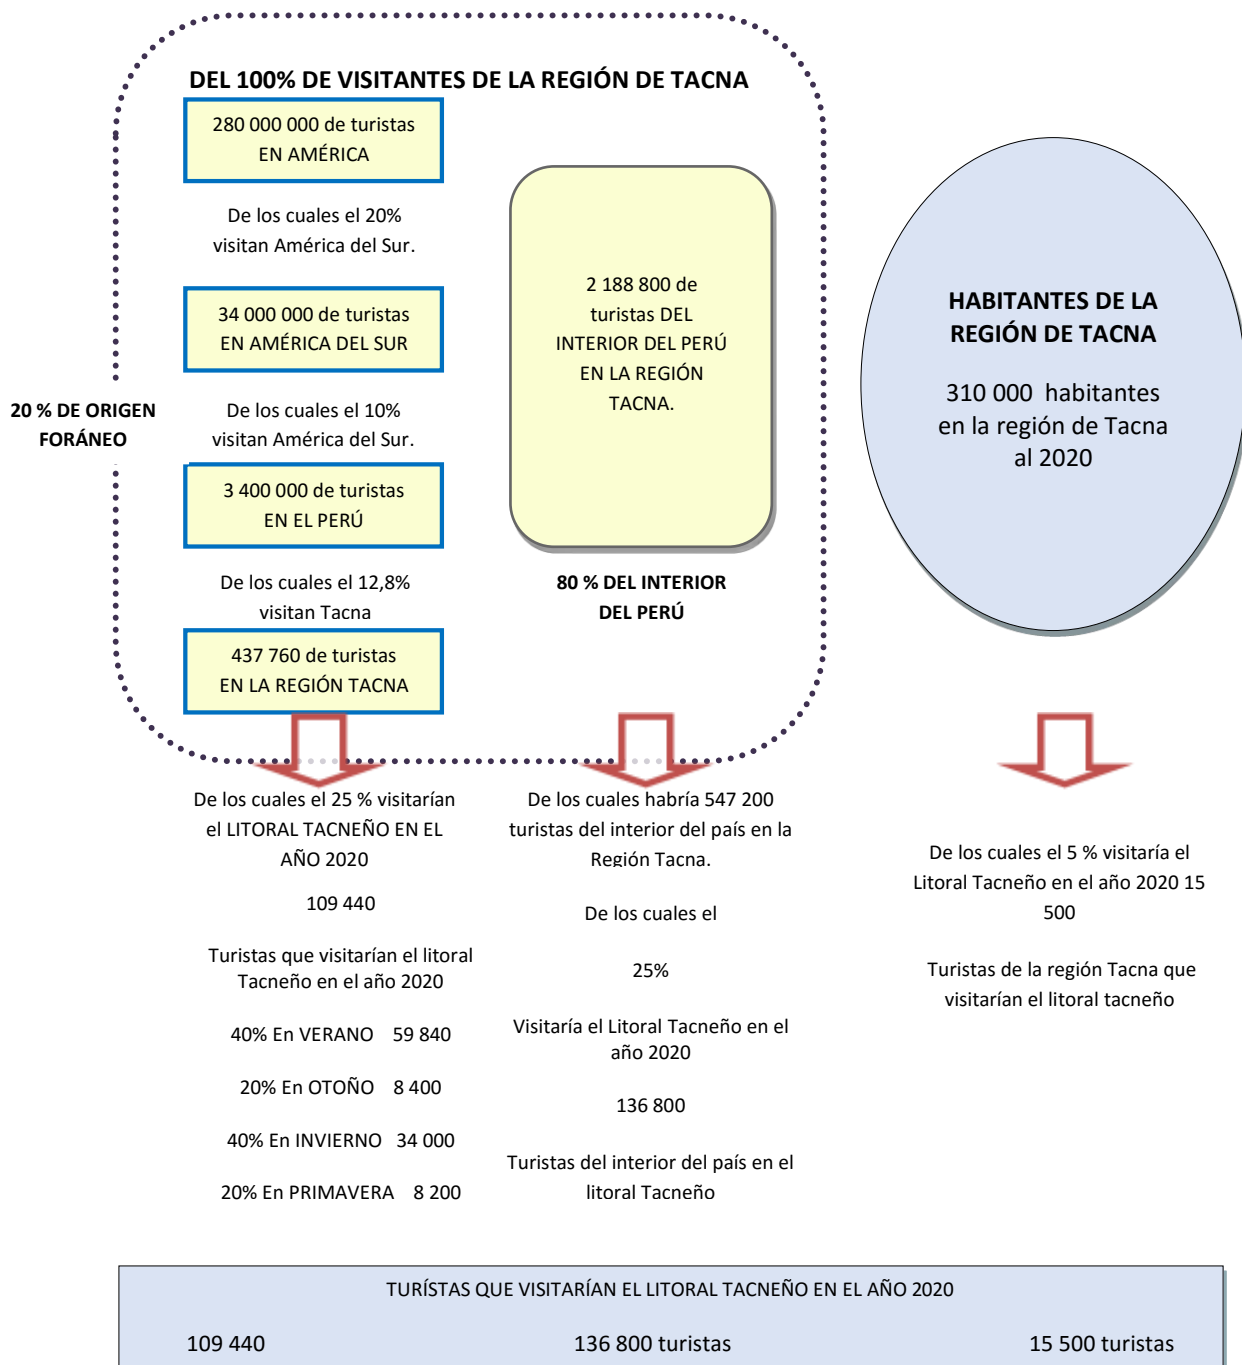 DEL 100% DE VISITANTES DE LA REGIÓN DE TACNA
280 000 000 de turistas
EN AMÉRICA
De los cuales el 20%
visitan América del Sur.
34 000 000 de turistas
EN AMÉRICA DEL SUR
20 % DE ORIGEN
FORÁNEO
De los cuales el 10%
visitan América del Sur.
3 400 000 de turistas
EN EL PERÚ
De los cuales el 12,8%
visitan Tacna
437 760 de turistas
EN LA REGIÓN TACNA
2 188 800 de
turistas DEL
INTERIOR DEL PERÚ
EN LA REGIÓN
TACNA.
80 % DEL INTERIOR
DEL PERÚ
HABITANTES DE LA
REGIÓN DE TACNA
310 000 habitantes
en la región de Tacna
al 2020
De los cuales el 25 % visitarían
el LITORAL TACNEÑO EN EL
AÑO 2020
109 440
Turistas que visitarían el litoral
Tacneño en el año 2020
40% En VERANO 59 840
20% En OTOÑO 8 400
40% En INVIERNO 34 000
20% En PRIMAVERA 8 200
De los cuales habría 547 200
turistas del interior del país en la
Región Tacna.
De los cuales el
25%
Visitaría el Litoral Tacneño en el
año 2020
136 800
Turistas del interior del país en el
litoral Tacneño
De los cuales el 5 % visitaría el
Litoral Tacneño en el año 2020 15
500
Turistas de la región Tacna que
visitarían el litoral tacneño
TURÍSTAS QUE VISITARÍAN EL LITORAL TACNEÑO EN EL AÑO 2020
109 440 136 800 turistas 15 500 turistas